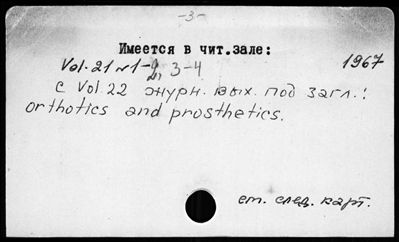 -3-
Имеется в чит.зале:
Vol. 21 №1-2, 3-4 1967
с Vol. 22 журн. вых. под загл.:
orthotics and prosthetics.
см. след. карт.